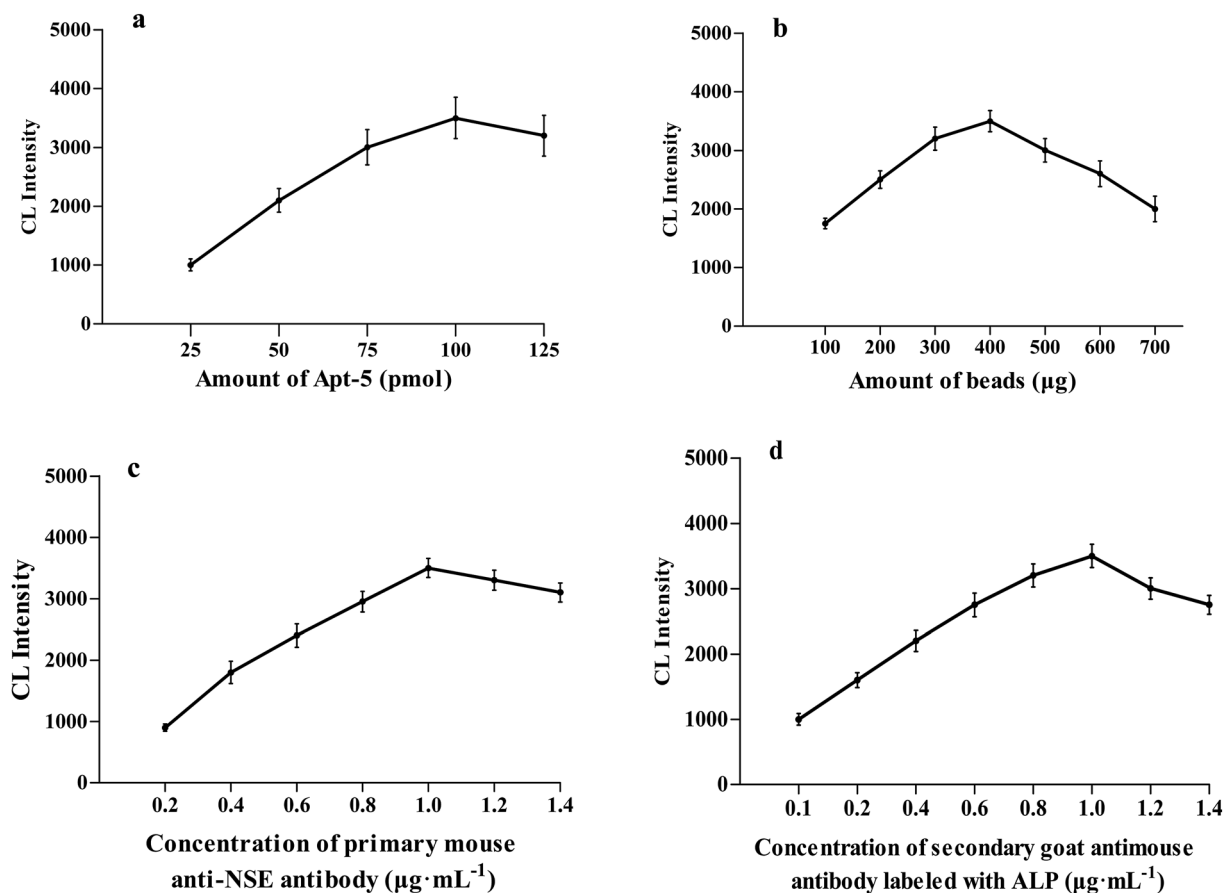 a
5000
4000
3000
2000
1000
0
CL Intensity
25 50 75 100 125
Amount of Apt-5 (pmol)
b
5000
4000
3000
2000
1000
0
CL Intensity
100 200 300 400 500 600 700
Amount of beads (µg)
c
5000
4000
3000
2000
1000
0
CL Intensity
0.2 0.4 0.6 0.8 1.0 1.2 1.4
Concentration of primary mouse
anti-NSE antibody (µg·mL⁻¹)
d
5000
4000
3000
2000
1000
0
CL Intensity
0.1 0.2 0.4 0.6 0.8 1.0 1.2 1.4
Concentration of secondary goat antimouse
antibody labeled with ALP (µg·mL⁻¹)